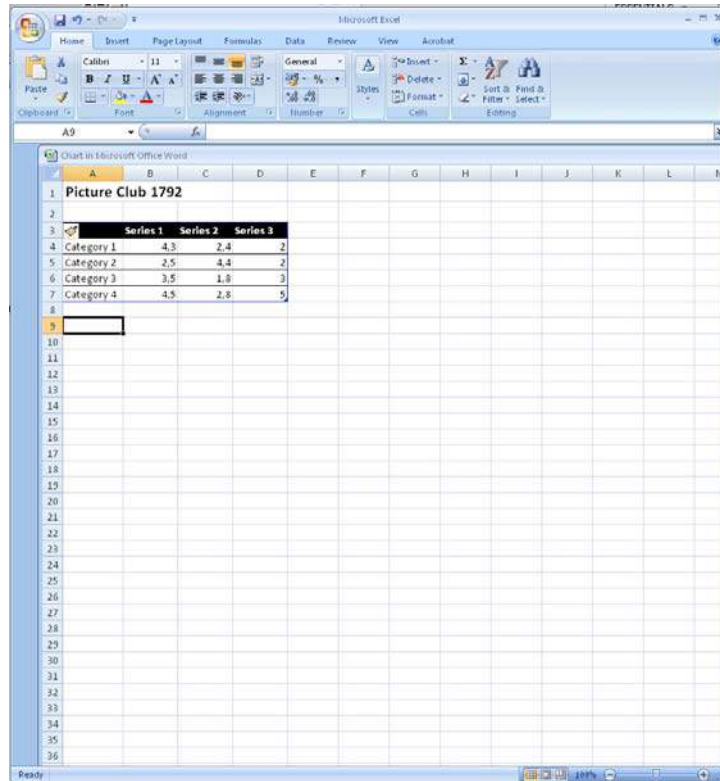 Microsoft Excel
Home Insert Page Layout Formulas Data Review View Acrobat
Calibri 11 General Insert
B I U A A % Delete
Paste Styles Format Sort & Filter Find & Select
Clipboard Font Alignment Number Cells Editing
A9 fx
Chart in Microsoft Office Word
A B C D E F G H I J K L
1 Picture Club 1792
2
3 Series 1 Series 2 Series 3
4 Category 1 4,3 2,4 2
5 Category 2 2,5 4,4 2
6 Category 3 3,5 1,8 3
7 Category 4 4,5 2,8 5
8
9
10
11
12
13
14
15
16
17
18
19
20
21
22
23
24
25
26
27
28
29
30
31
32
33
34
35
36
Ready 100%